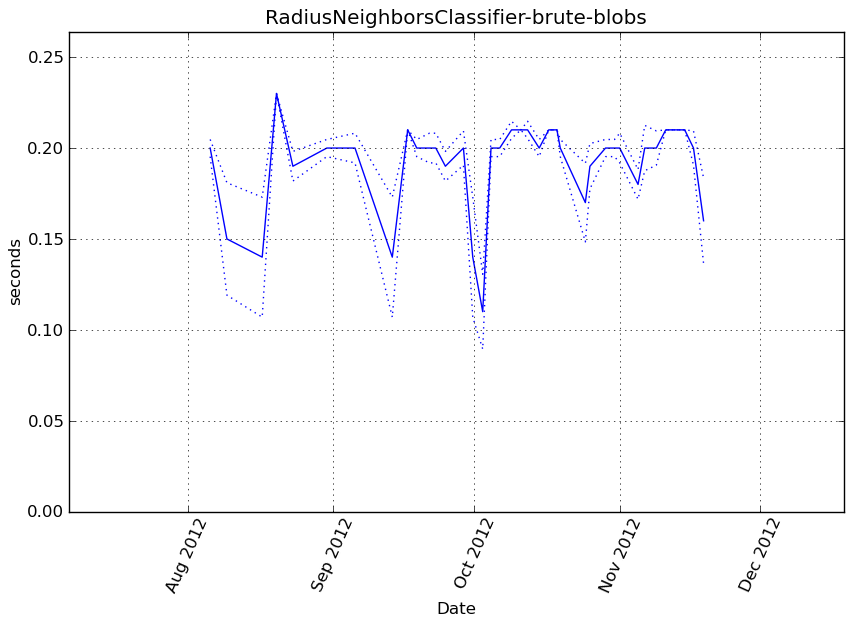 RadiusNeighborsClassifier-brute-blobs
0.25
0.20
0.15
0.10
0.05
0.00
seconds
Aug 2012
Sep 2012
Oct 2012
Nov 2012
Dec 2012
Date